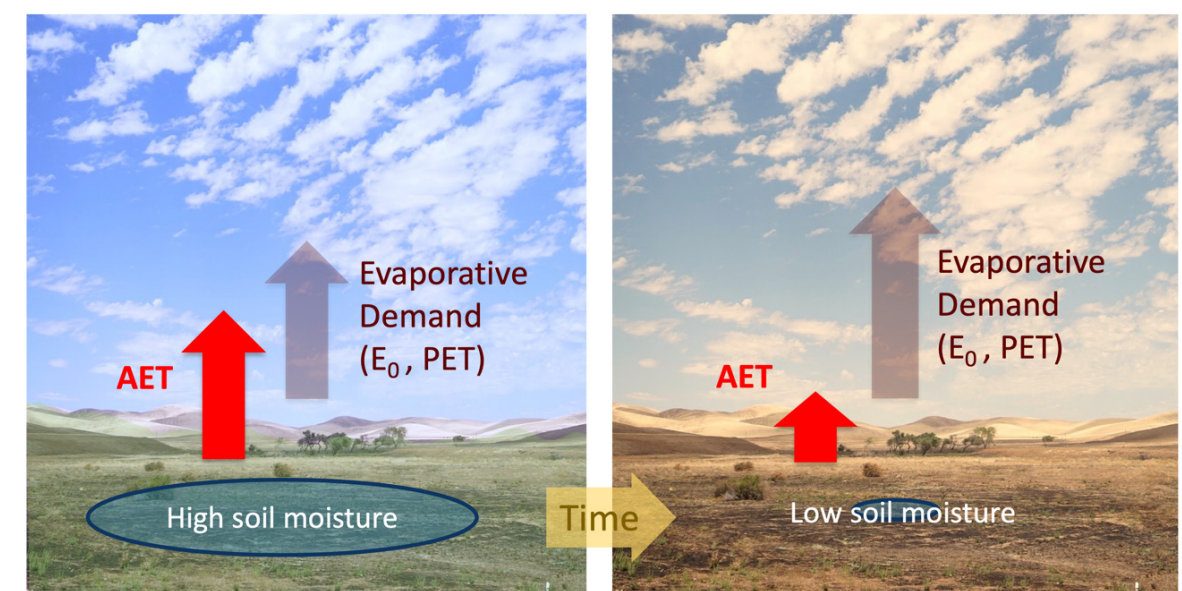 Evaporative
Demand
(E₀ , PET)
AET
High soil moisture
Time
Evaporative
Demand
(E₀ , PET)
AET
Low soil moisture